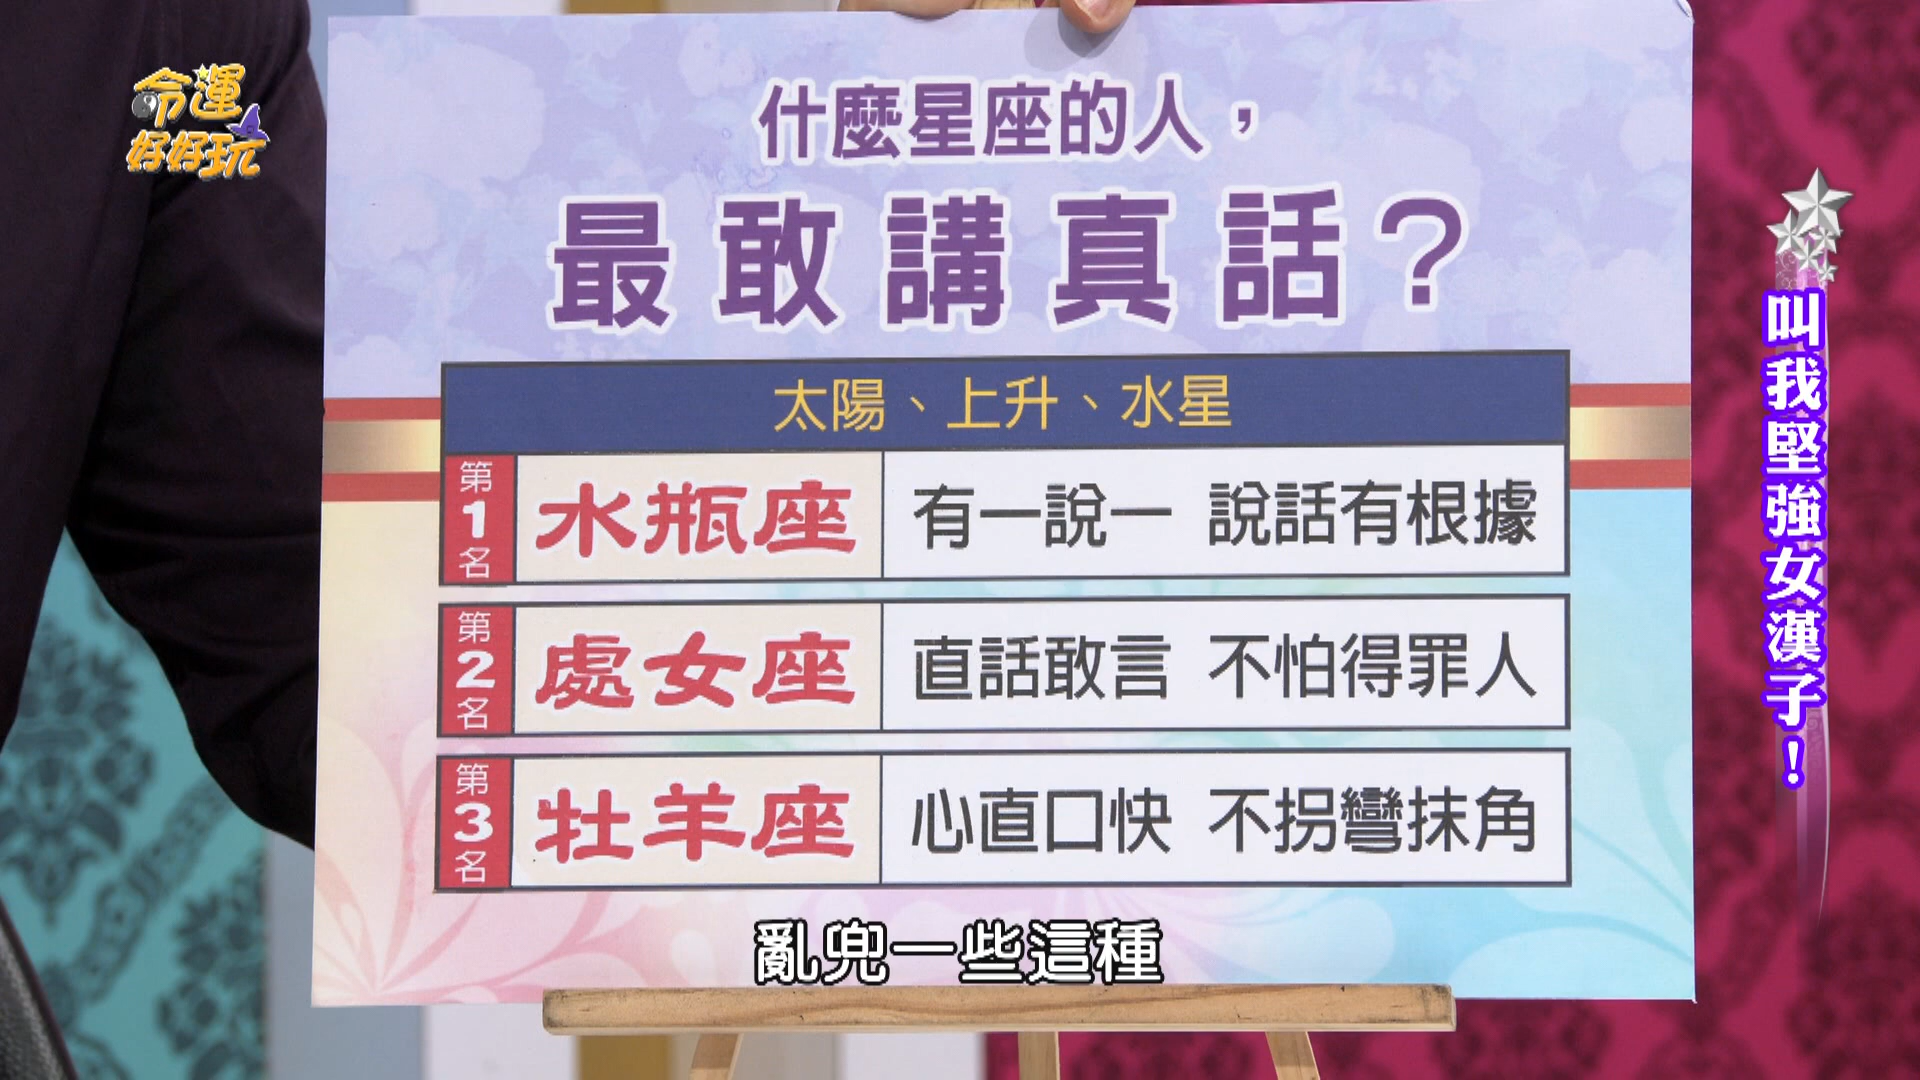 命運
好好玩
什麼星座的人，
最敢講真話？
太陽、上升、水星
第1名 水瓶座 有一說一 說話有根據
第2名 處女座 直話敢言 不怕得罪人
第3名 牡羊座 心直口快 不拐彎抹角
叫我堅強女漢子！
亂兜一些這種